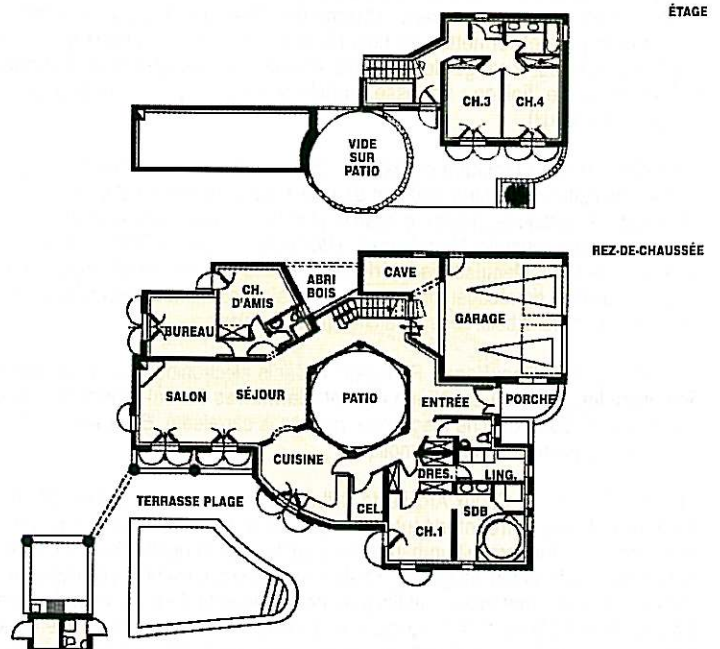 ÉTAGE
CH.3
CH.4
VIDE
SUR
PATIO
REZ-DE-CHAUSSÉE
CH.
D'AMIS
ABRI
BOIS
CAVE
GARAGE
BUREAU
SALON
SÉJOUR
PATIO
ENTRÉE
PORCHE
CUISINE
DRES.
LING.
TERRASSE PLAGE
CEL.
CH.1
SDB